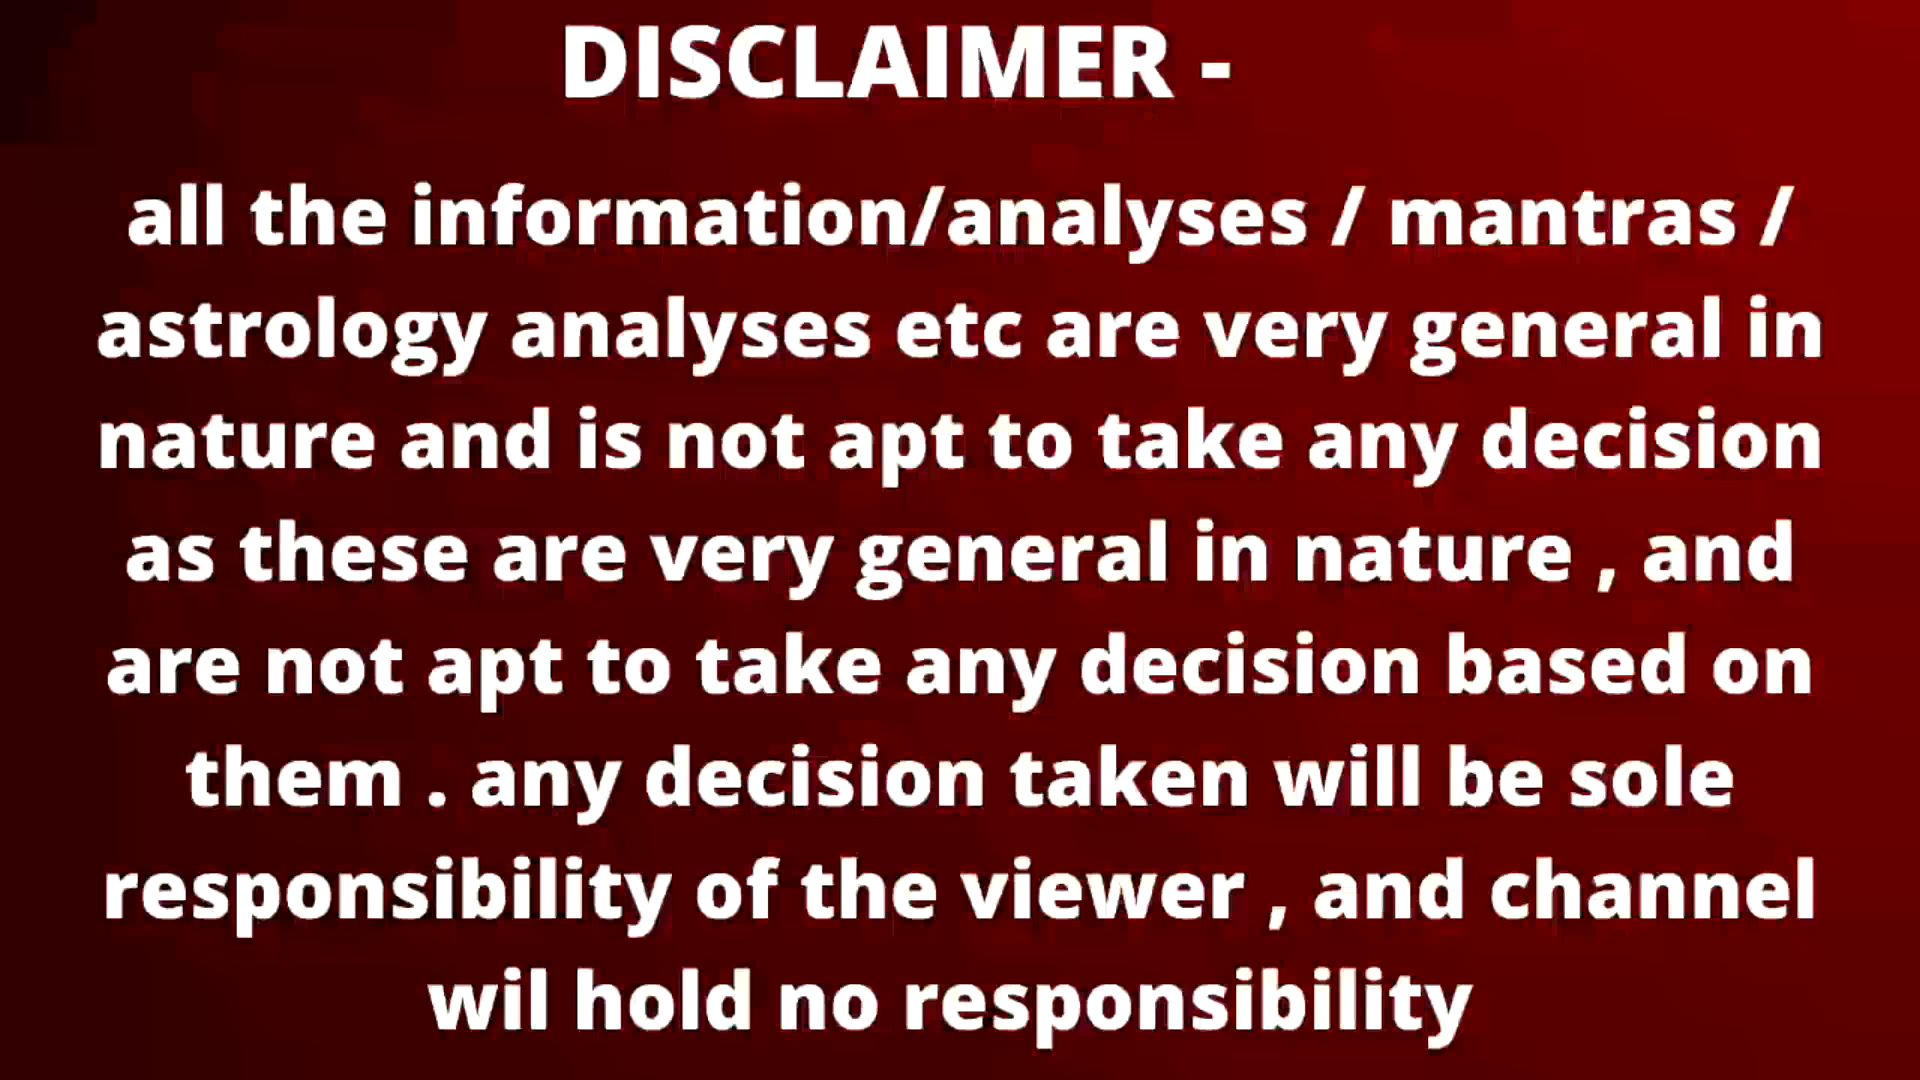 DISCLAIMER -
all the information/analyses / mantras /
astrology analyses etc are very general in
nature and is not apt to take any decision
as these are very general in nature , and
are not apt to take any decision based on
them . any decision taken will be sole
responsibility of the viewer , and channel
wil hold no responsibility